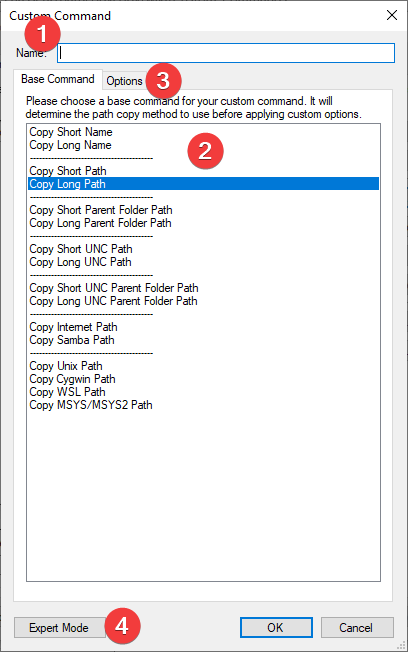 Custom Command
1
Name:
Base Command
Options
3
Please choose a base command for your custom command. It will
determine the path copy method to use before applying custom options.
Copy Short Name
Copy Long Name
2
----------------------------------------
Copy Short Path
Copy Long Path
----------------------------------------
Copy Short Parent Folder Path
Copy Long Parent Folder Path
----------------------------------------
Copy Short UNC Path
Copy Long UNC Path
----------------------------------------
Copy Short UNC Parent Folder Path
Copy Long UNC Parent Folder Path
----------------------------------------
Copy Internet Path
Copy Samba Path
----------------------------------------
Copy Unix Path
Copy Cygwin Path
Copy WSL Path
Copy MSYS/MSYS2 Path
Expert Mode
4
OK
Cancel